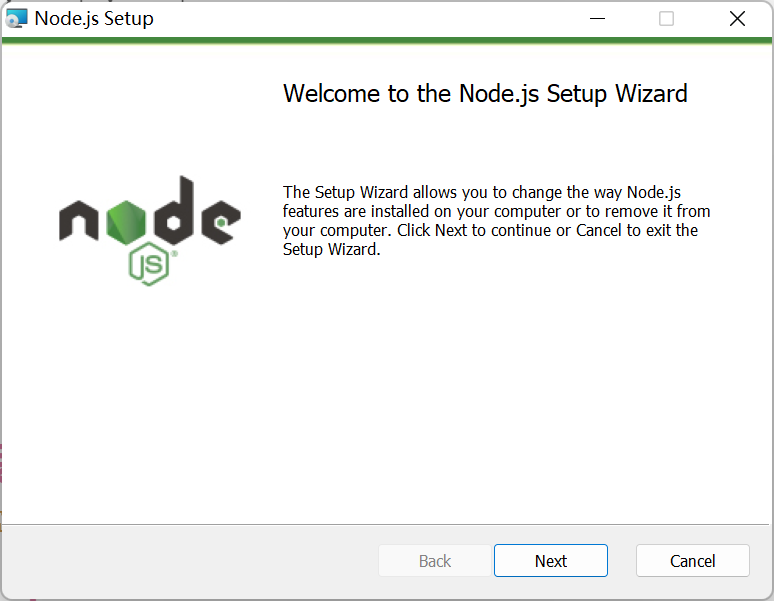 Node.js Setup
Welcome to the Node.js Setup Wizard
The Setup Wizard allows you to change the way Node.js
features are installed on your computer or to remove it from
your computer. Click Next to continue or Cancel to exit the
Setup Wizard.
node
JS®
Back
Next
Cancel